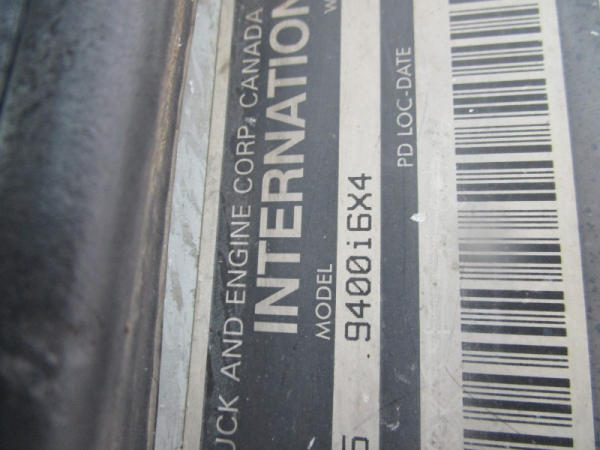 UCK AND ENGINE CORP. CANADA
INTERNATION
MODEL
.9400i6X4
PD LOC-DATE